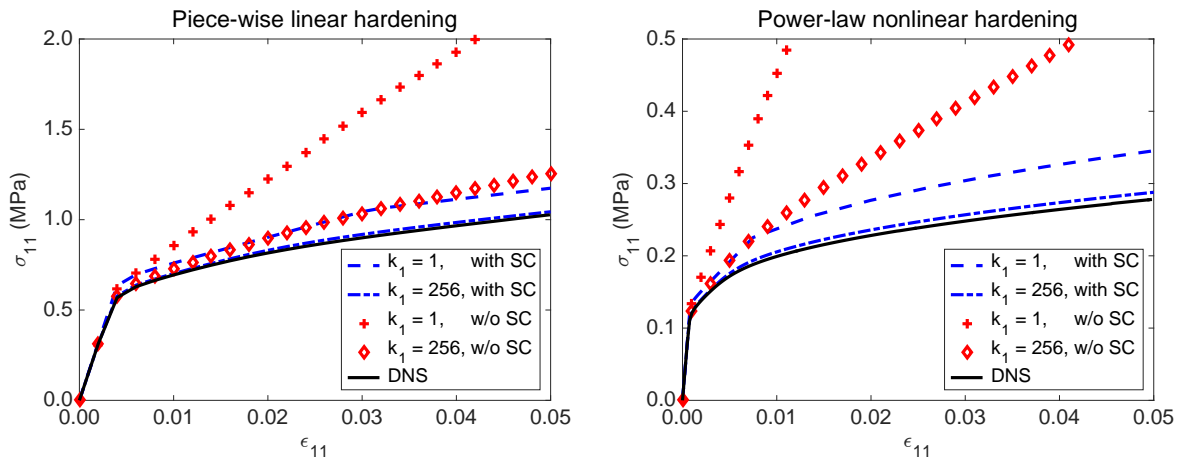 Piece-wise linear hardening
2.0
1.5
1.0
0.5
0.0
σ11 (MPa)
0.00 0.01 0.02 0.03 0.04 0.05
ϵ11
k1 = 1, with SC
k1 = 256, with SC
k1 = 1, w/o SC
k1 = 256, w/o SC
DNS
Power-law nonlinear hardening
0.5
0.4
0.3
0.2
0.1
0.0
σ11 (MPa)
0.00 0.01 0.02 0.03 0.04 0.05
ϵ11
k1 = 1, with SC
k1 = 256, with SC
k1 = 1, w/o SC
k1 = 256, w/o SC
DNS